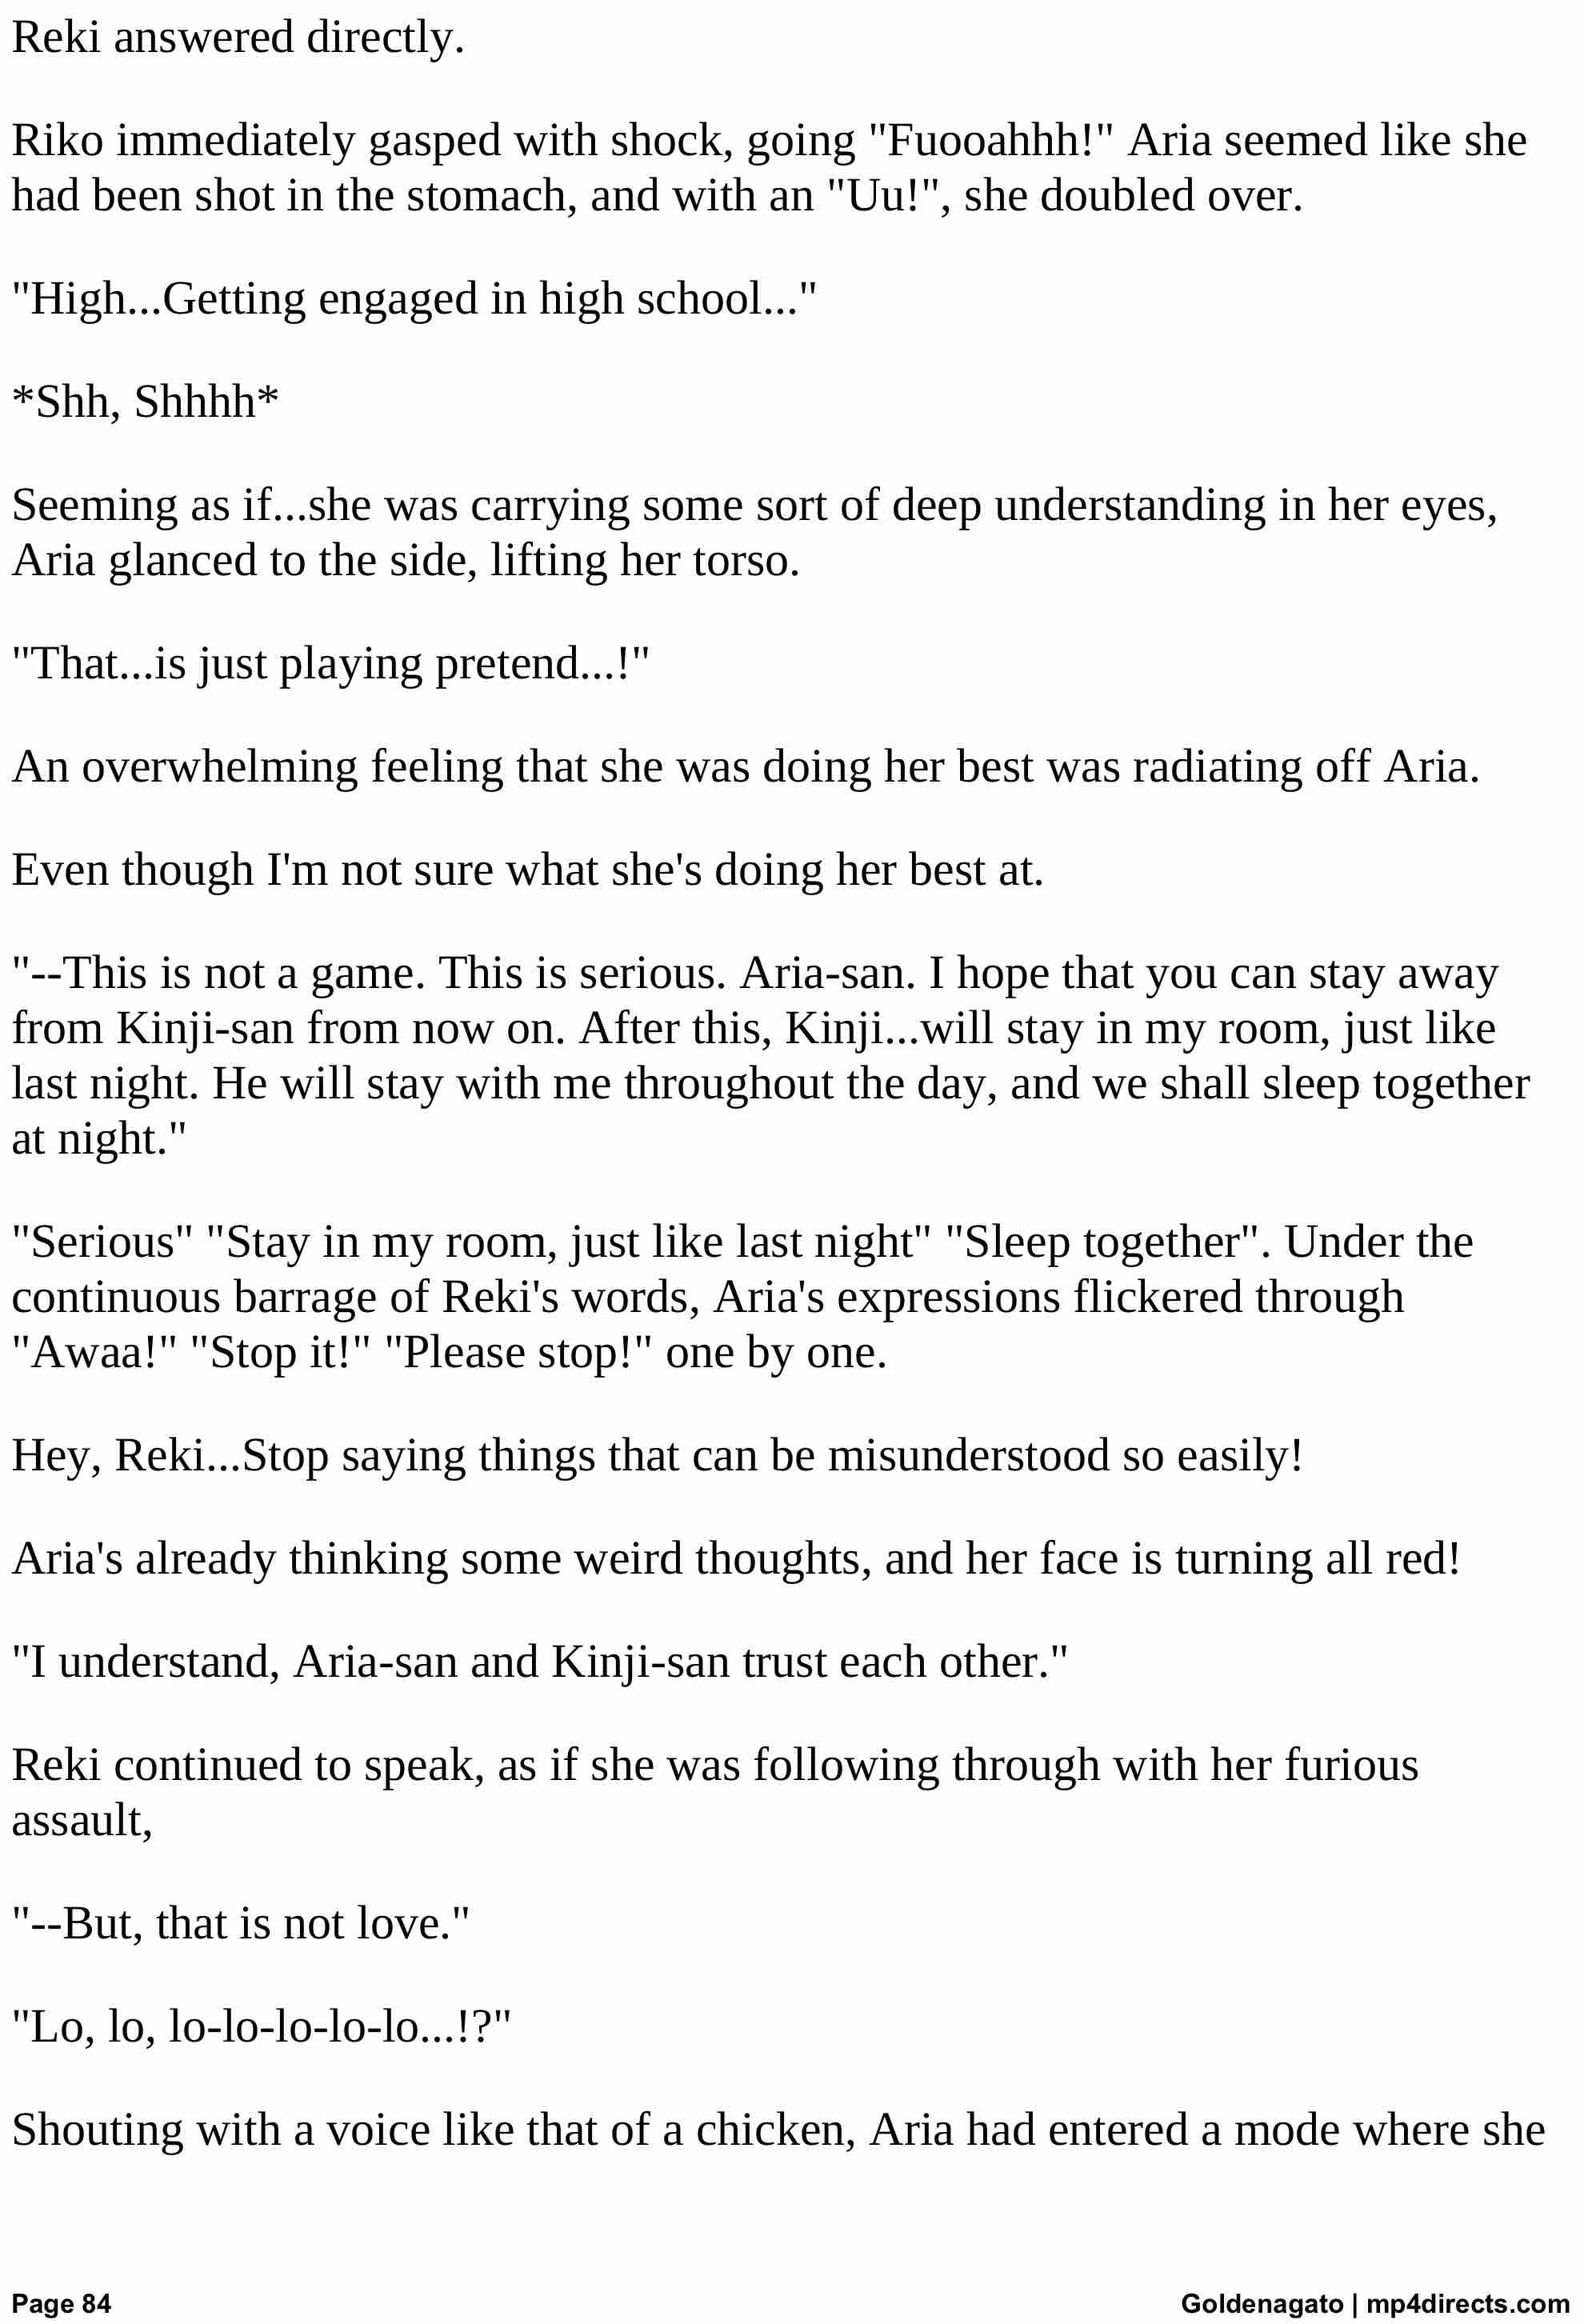 Reki answered directly.
Riko immediately gasped with shock, going "Fuooahhh!" Aria seemed like she
had been shot in the stomach, and with an "Uu!", she doubled over.
"High...Getting engaged in high school..."
*Shh, Shhhh*
Seeming as if...she was carrying some sort of deep understanding in her eyes,
Aria glanced to the side, lifting her torso.
"That...is just playing pretend...!"
An overwhelming feeling that she was doing her best was radiating off Aria.
Even though I'm not sure what she's doing her best at.
"--This is not a game. This is serious. Aria-san. I hope that you can stay away
from Kinji-san from now on. After this, Kinji...will stay in my room, just like
last night. He will stay with me throughout the day, and we shall sleep together
at night."
"Serious" "Stay in my room, just like last night" "Sleep together". Under the
continuous barrage of Reki's words, Aria's expressions flickered through
"Awaa!" "Stop it!" "Please stop!" one by one.
Hey, Reki...Stop saying things that can be misunderstood so easily!
Aria's already thinking some weird thoughts, and her face is turning all red!
"I understand, Aria-san and Kinji-san trust each other."
Reki continued to speak, as if she was following through with her furious
assault,
"--But, that is not love."
"Lo, lo, lo-lo-lo-lo-lo...!?"
Shouting with a voice like that of a chicken, Aria had entered a mode where she
Page 84
Goldenagato | mp4directs.com